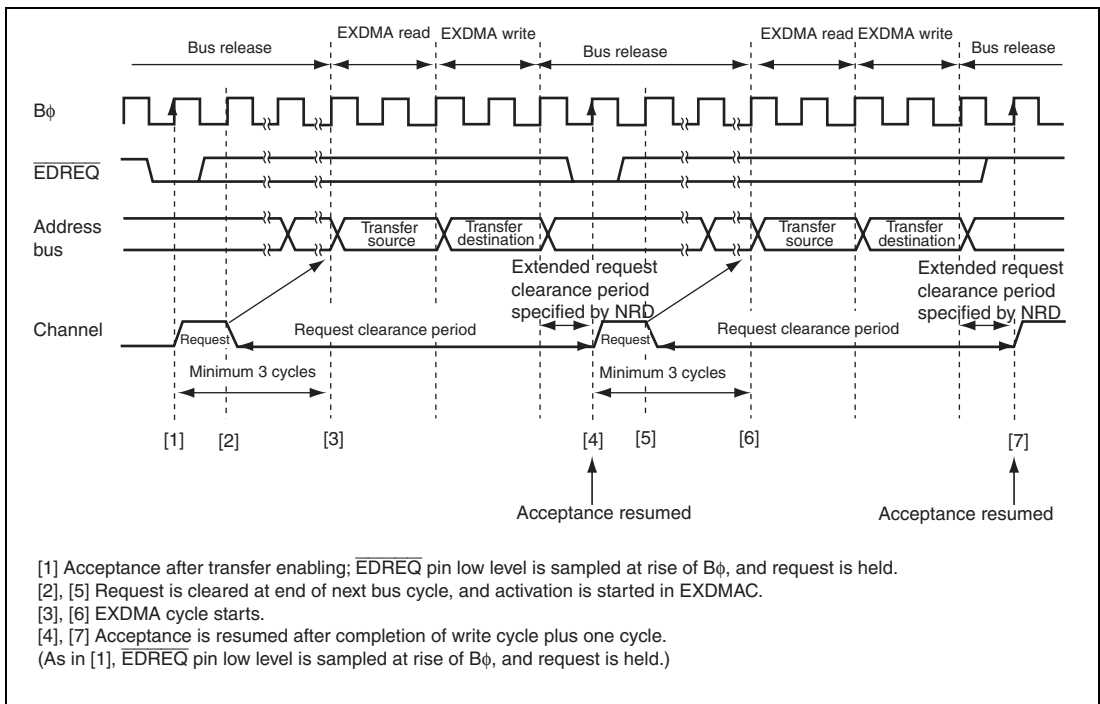 EXDMA read EXDMA write EXDMA read EXDMA write
Bus release Bus release Bus release
Bφ
EDREQ
Address
bus
Transfer
source
Transfer
destination
Transfer
source
Transfer
destination
Extended request
clearance period
specified by NRD
Extended request
clearance period
specified by NRD
Channel
Request
Request clearance period
Request
Request clearance period
Minimum 3 cycles
Minimum 3 cycles
[1] [2] [3] [4] [5] [6] [7]
Acceptance resumed Acceptance resumed
[1] Acceptance after transfer enabling; EDREQ pin low level is sampled at rise of Bφ, and request is held.
[2], [5] Request is cleared at end of next bus cycle, and activation is started in EXDMAC.
[3], [6] EXDMA cycle starts.
[4], [7] Acceptance is resumed after completion of write cycle plus one cycle.
(As in [1], EDREQ pin low level is sampled at rise of Bφ, and request is held.)